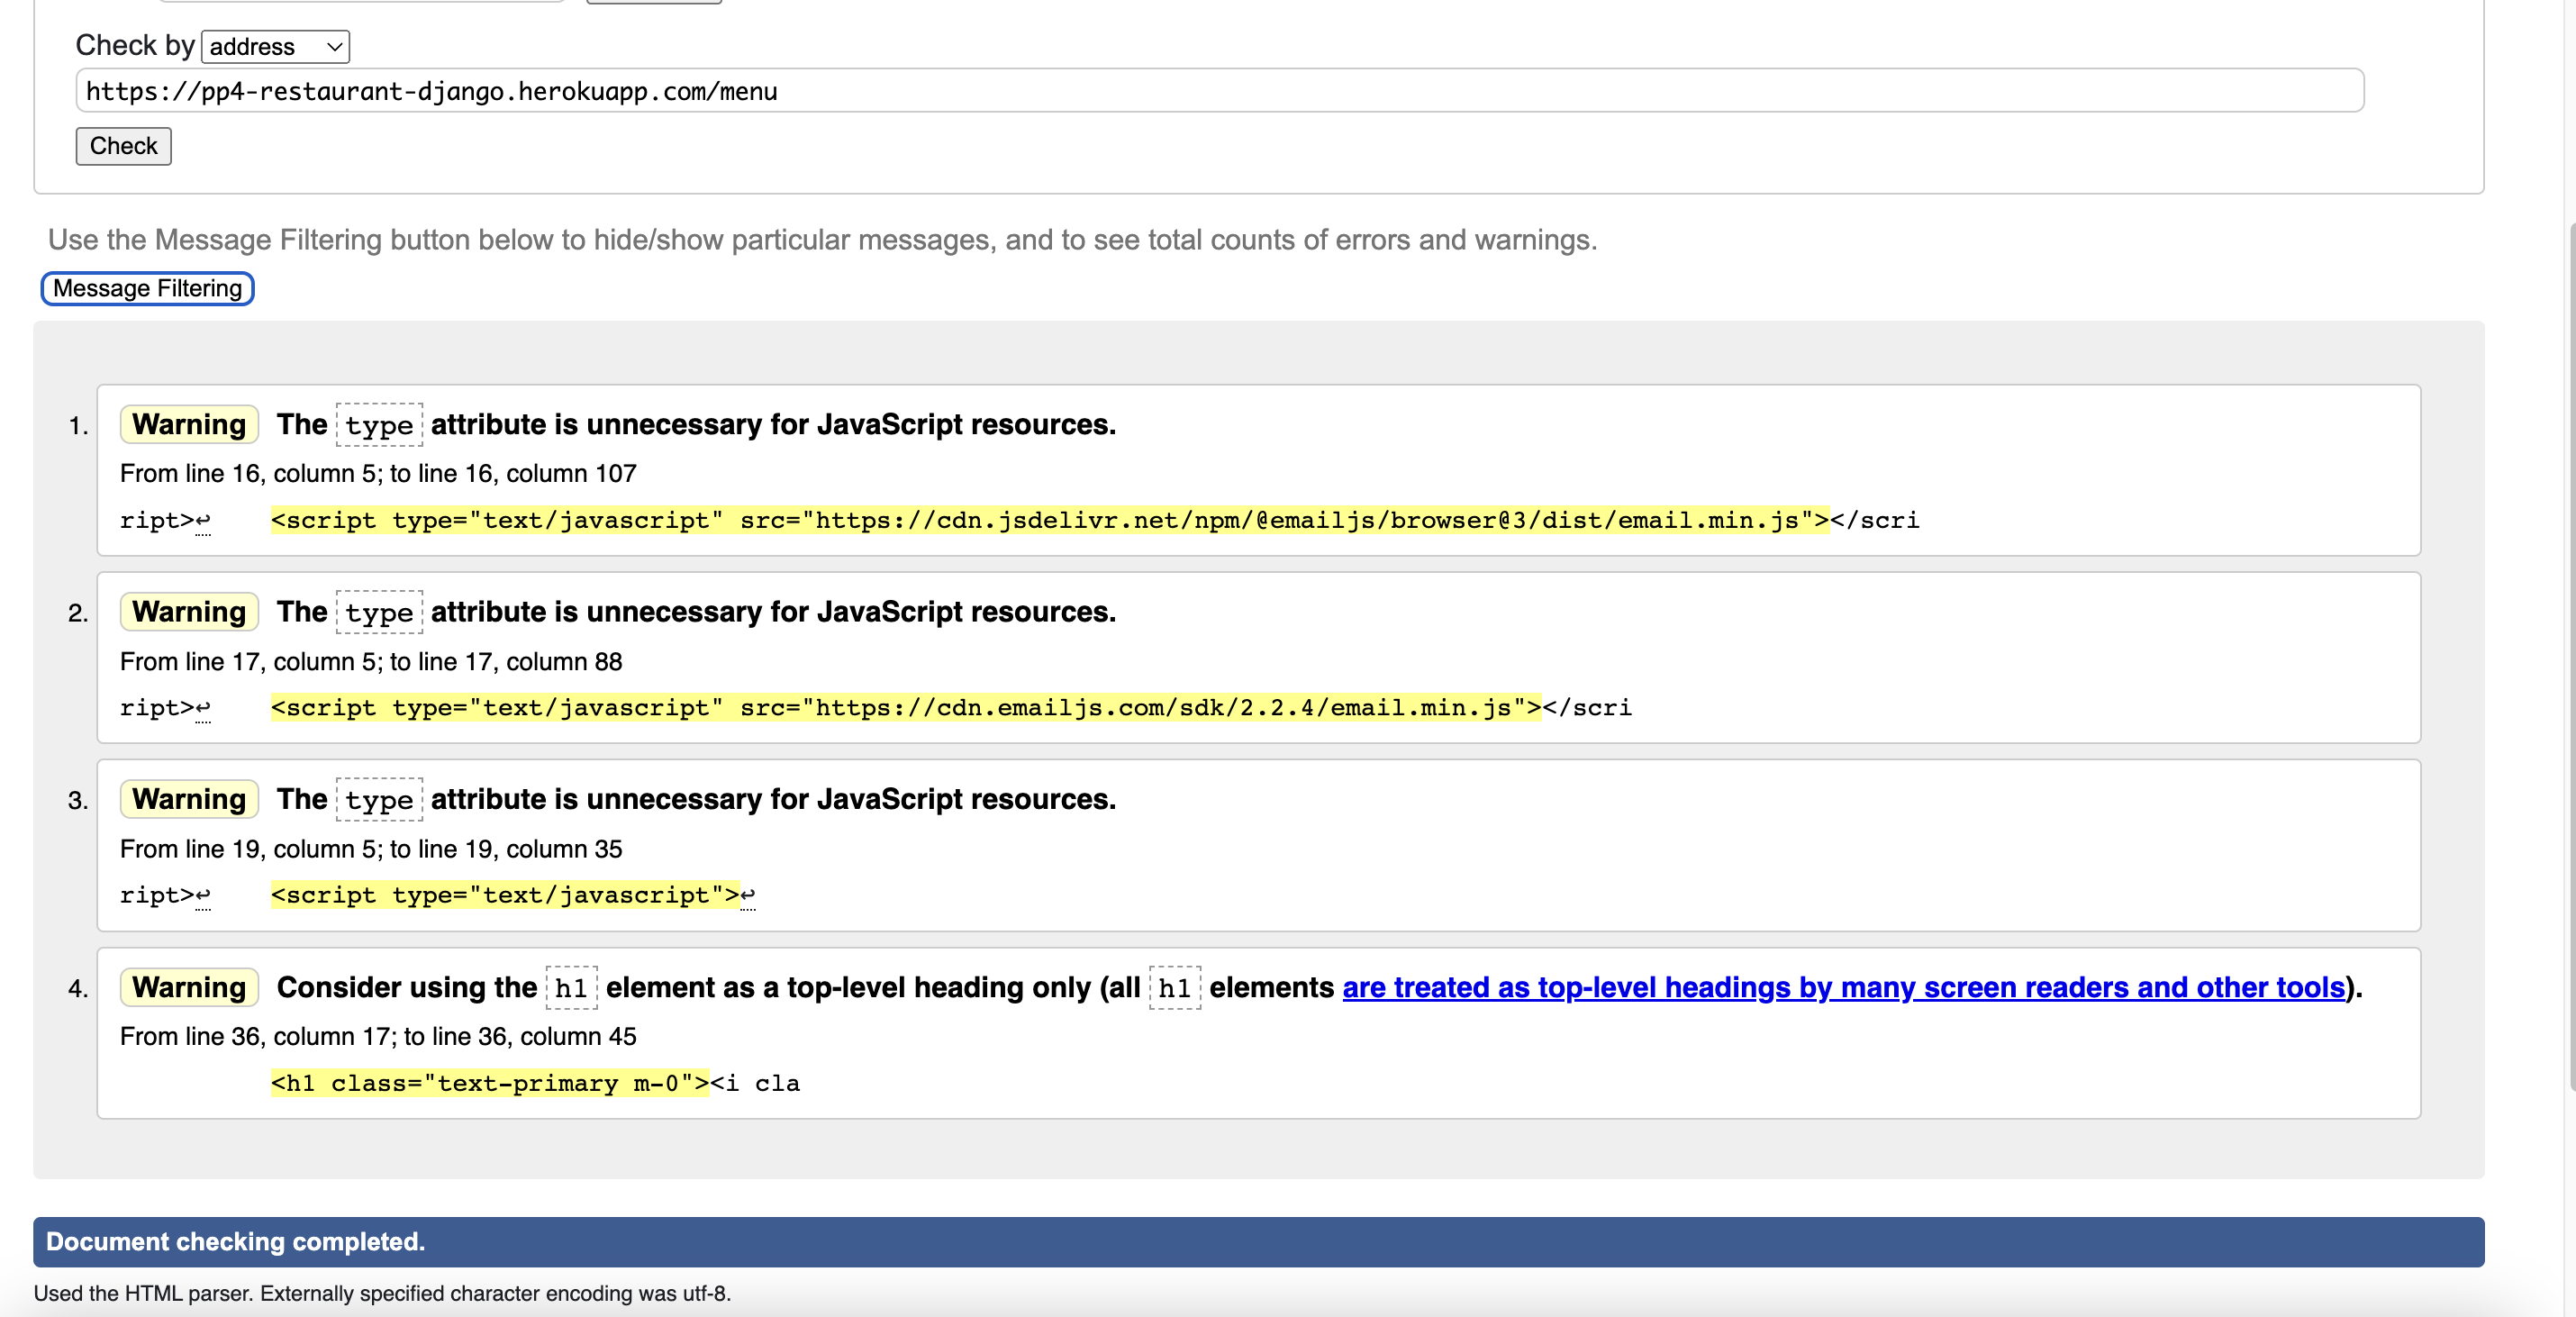 Check by address
https://pp4-restaurant-django.herokuapp.com/menu
Check
Use the Message Filtering button below to hide/show particular messages, and to see total counts of errors and warnings.
Message Filtering
1. Warning The type attribute is unnecessary for JavaScript resources.
From line 16, column 5; to line 16, column 107
ript>↩ <script type="text/javascript" src="https://cdn.jsdelivr.net/npm/@emailjs/browser@3/dist/email.min.js"></scri
2. Warning The type attribute is unnecessary for JavaScript resources.
From line 17, column 5; to line 17, column 88
ript>↩ <script type="text/javascript" src="https://cdn.emailjs.com/sdk/2.2.4/email.min.js"></scri
3. Warning The type attribute is unnecessary for JavaScript resources.
From line 19, column 5; to line 19, column 35
ript>↩ <script type="text/javascript">↩
4. Warning Consider using the h1 element as a top-level heading only (all h1 elements are treated as top-level headings by many screen readers and other tools).
From line 36, column 17; to line 36, column 45
<h1 class="text-primary m-0"><i cla
Document checking completed.
Used the HTML parser. Externally specified character encoding was utf-8.